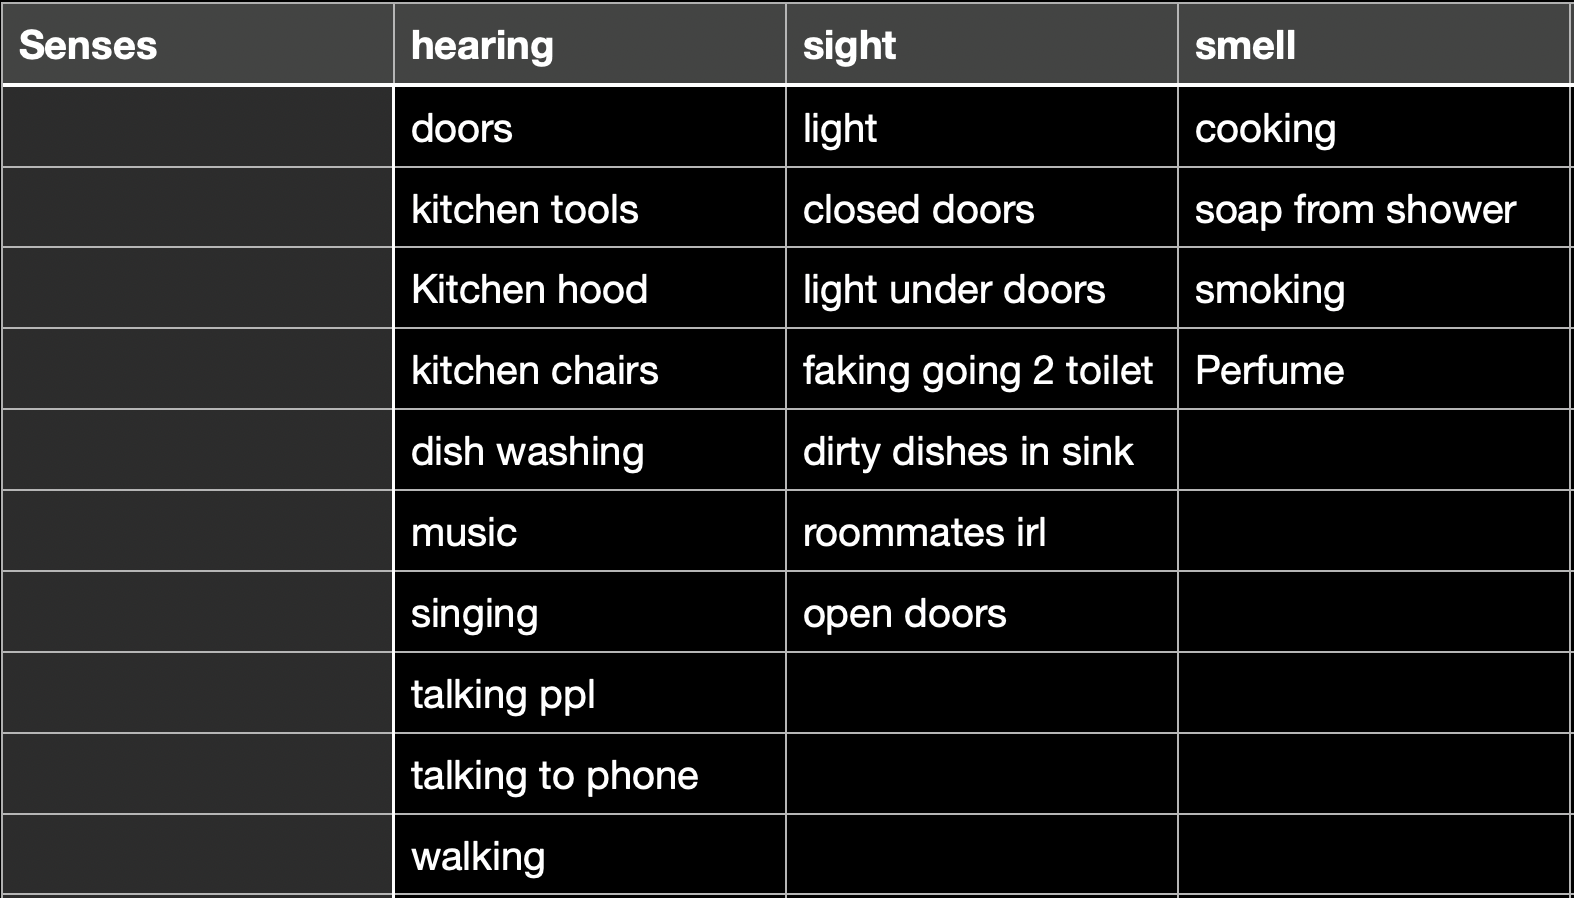 Senses hearing sight smell
doors light cooking
kitchen tools closed doors soap from shower
Kitchen hood light under doors smoking
kitchen chairs faking going 2 toilet Perfume
dish washing dirty dishes in sink
music roommates irl
singing open doors
talking ppl
talking to phone
walking